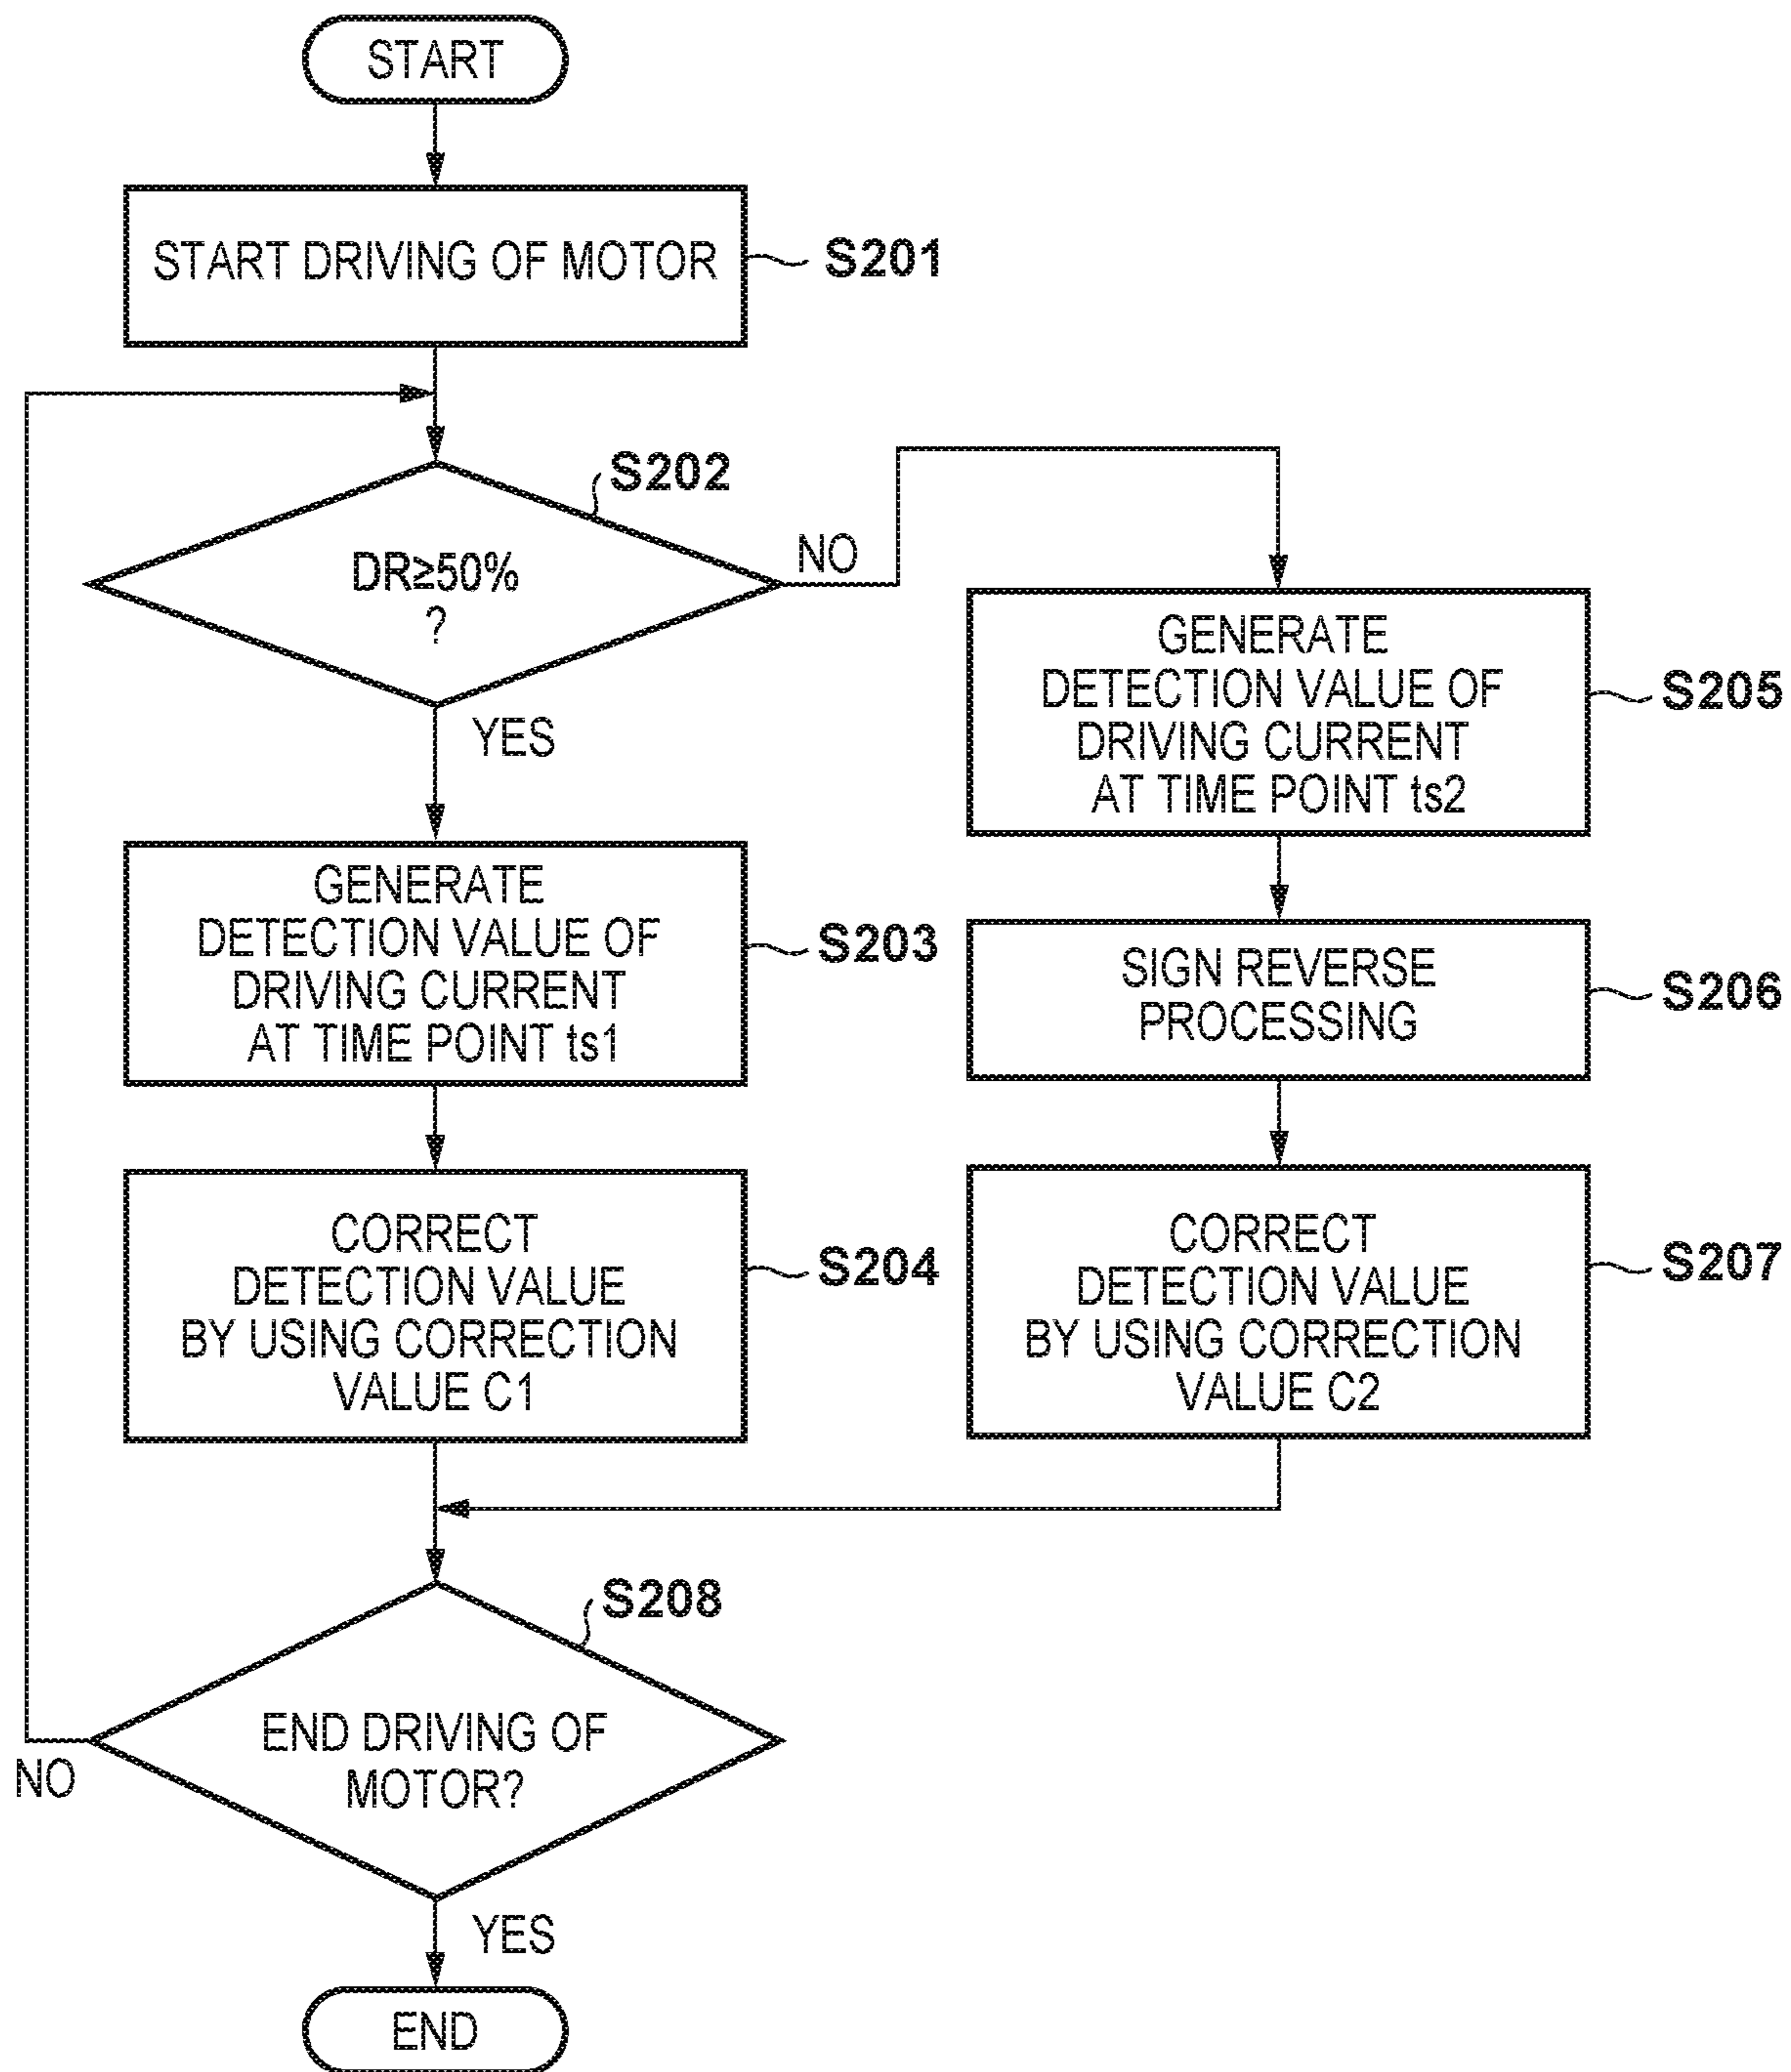 START
START DRIVING OF MOTOR
S201
S202
DR≥50%
?
NO
YES
GENERATE
DETECTION VALUE OF
DRIVING CURRENT
AT TIME POINT ts1
S203
CORRECT
DETECTION VALUE
BY USING CORRECTION
VALUE C1
S204
GENERATE
DETECTION VALUE OF
DRIVING CURRENT
AT TIME POINT ts2
S205
SIGN REVERSE
PROCESSING
S206
CORRECT
DETECTION VALUE
BY USING CORRECTION
VALUE C2
S207
S208
END DRIVING OF
MOTOR?
NO
YES
END